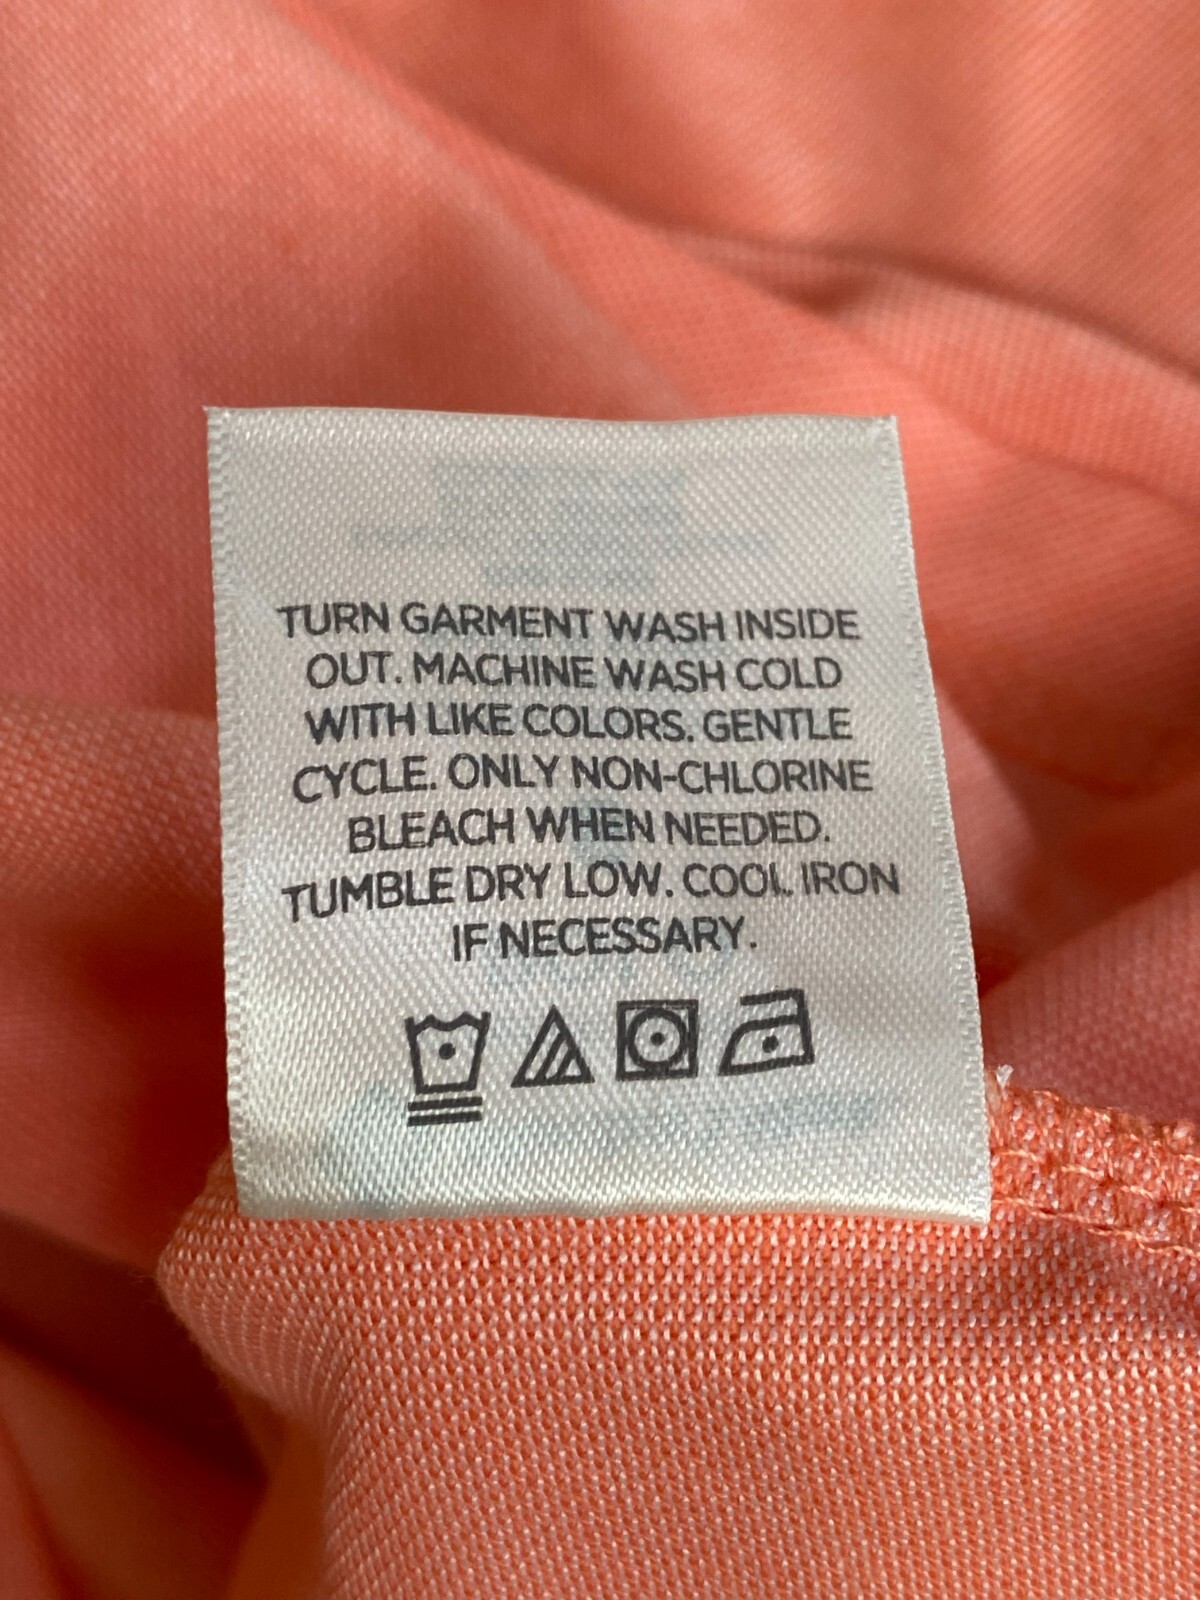 TURN GARMENT WASH INSIDE
OUT. MACHINE WASH COLD
WITH LIKE COLORS. GENTLE
CYCLE. ONLY NON-CHLORINE
BLEACH WHEN NEEDED.
TUMBLE DRY LOW. COOL IRON
IF NECESSARY.